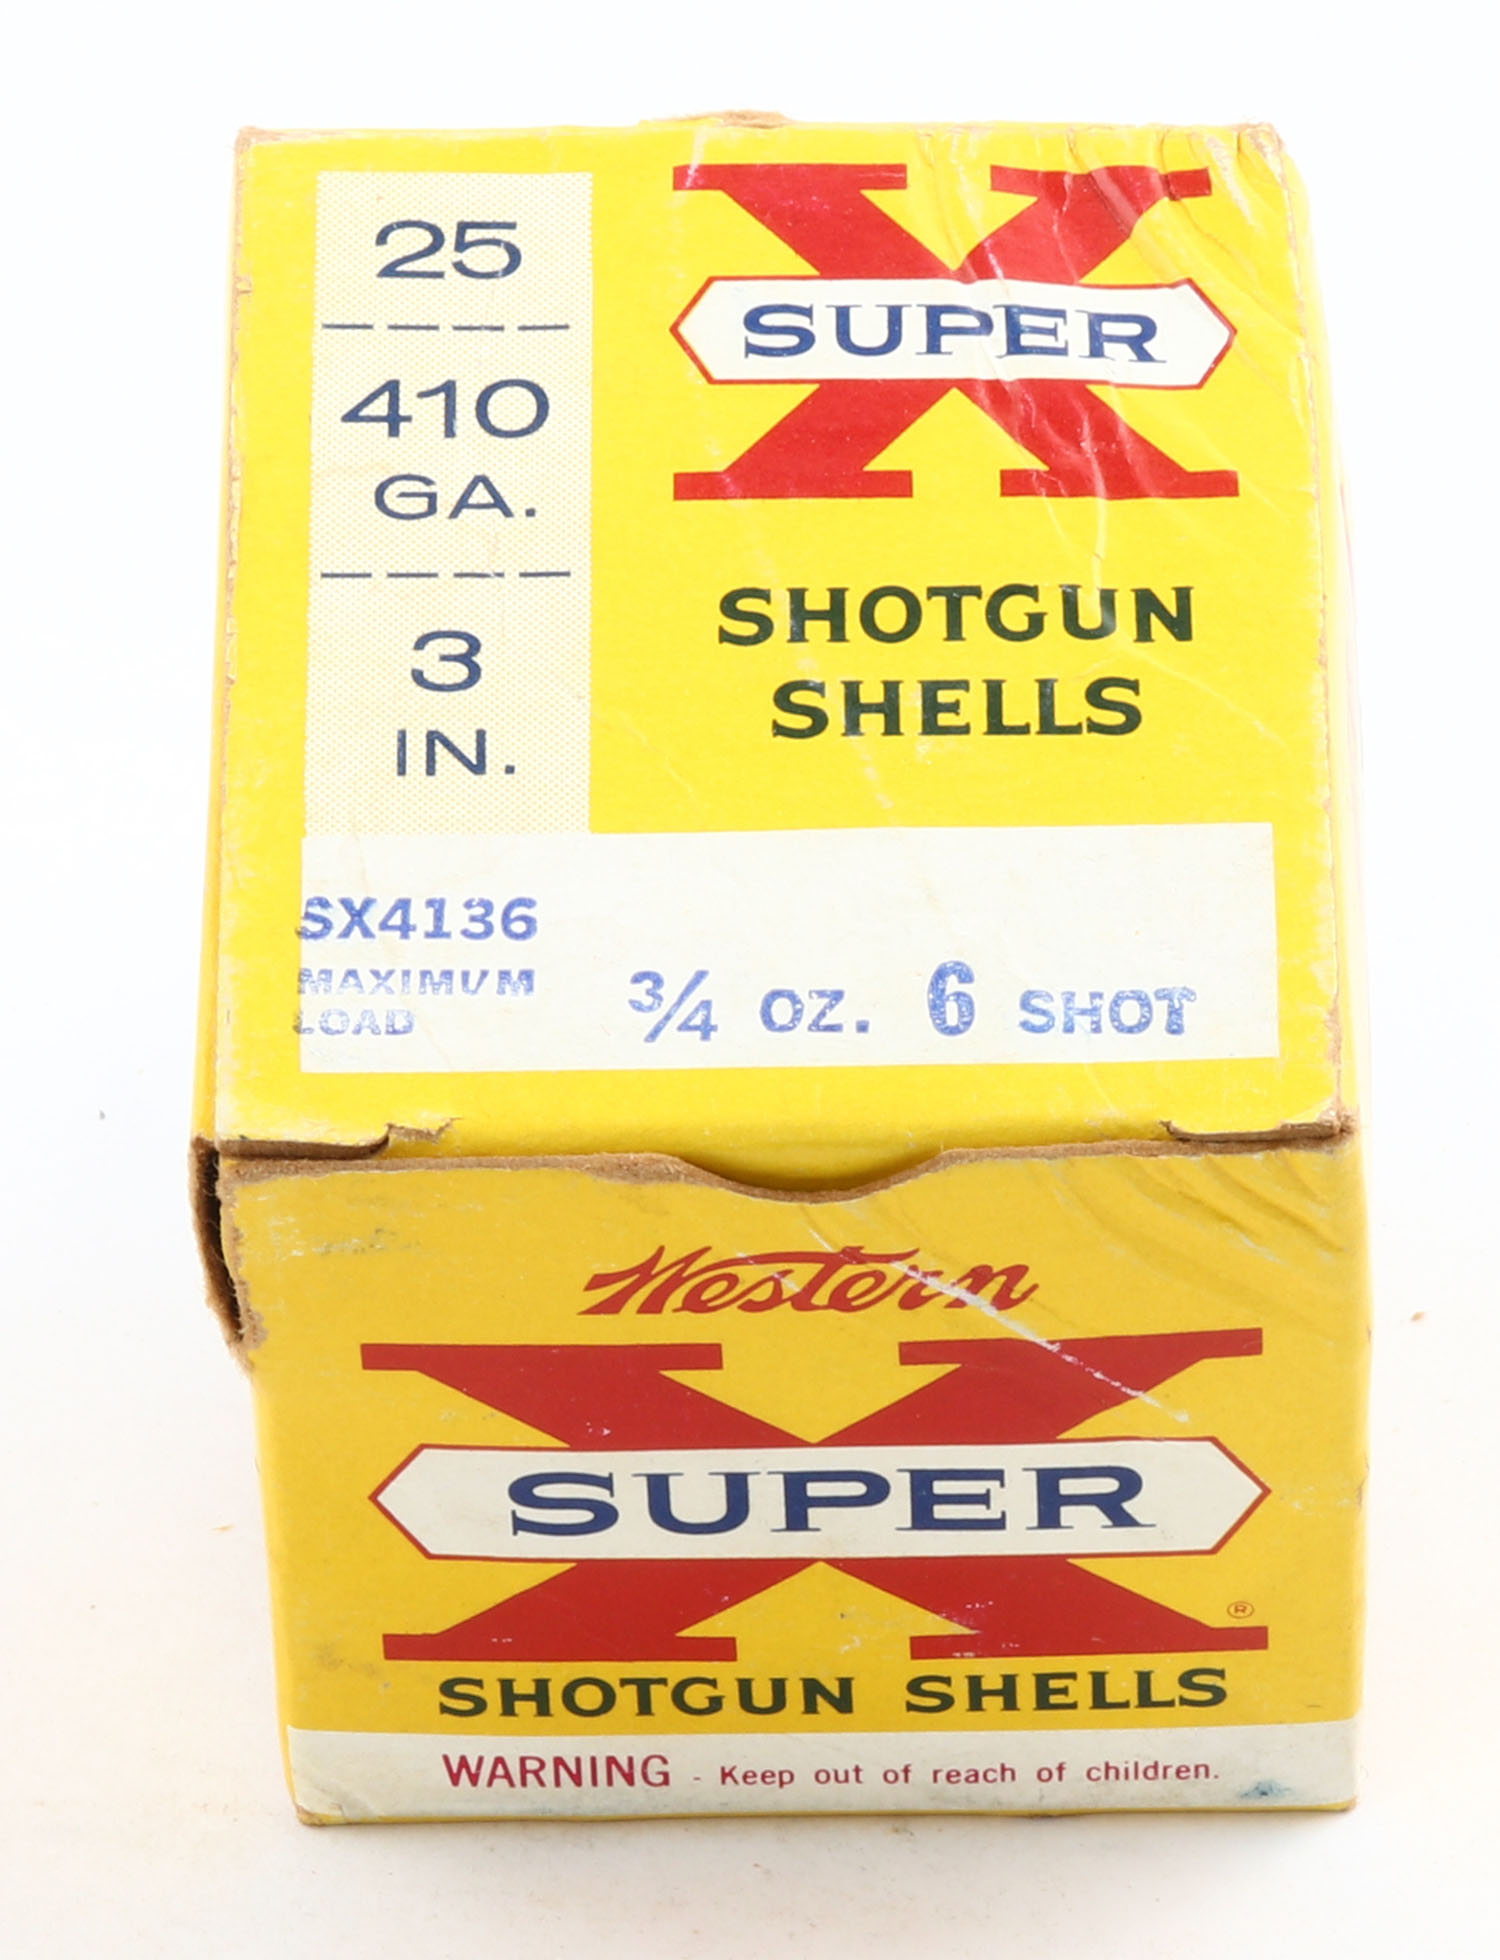 25
410
GA.
3
IN.
X
SUPER
SHOTGUN
SHELLS
SX4136
MAXIMUM
LOAD
3/4 OZ. 6 SHOT
Western
X
SUPER
®
SHOTGUN SHELLS
WARNING - Keep out of reach of children.